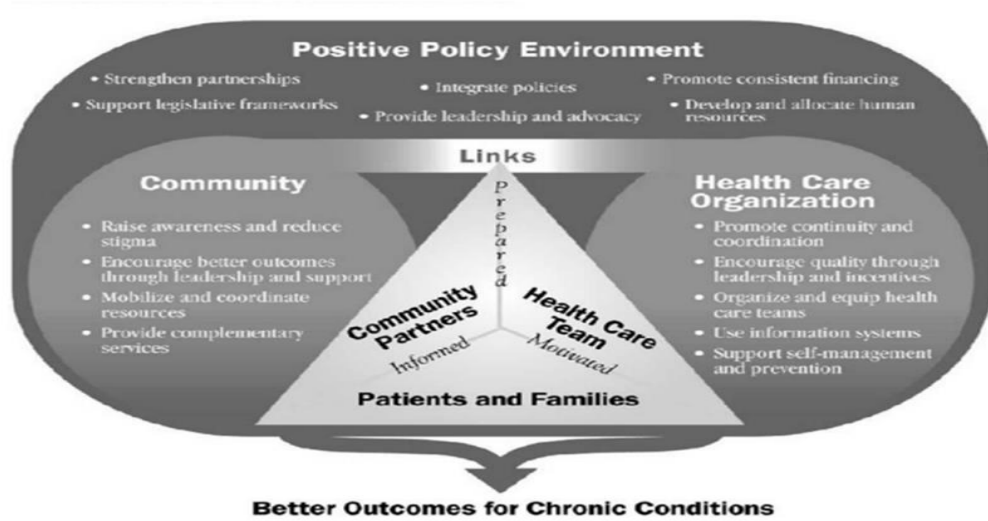 Positive Policy Environment
• Strengthen partnerships
• Support legislative frameworks
• Integrate policies
• Provide leadership and advocacy
• Promote consistent financing
• Develop and allocate human
resources
Links
Community
• Raise awareness and reduce
stigma
• Encourage better outcomes
through leadership and support
• Mobilize and coordinate
resources
• Provide complementary
services
Prepared
Community
Partners
Informed
Health Care
Team
Motivated
Patients and Families
Health Care
Organization
• Promote continuity and
coordination
• Encourage quality through
leadership and incentives
• Organize and equip health
care teams
• Use information systems
• Support self-management
and prevention
Better Outcomes for Chronic Conditions